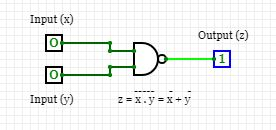 Input (x)
Output (z)
0
1
0
Input (y)
z = x . y = x + y